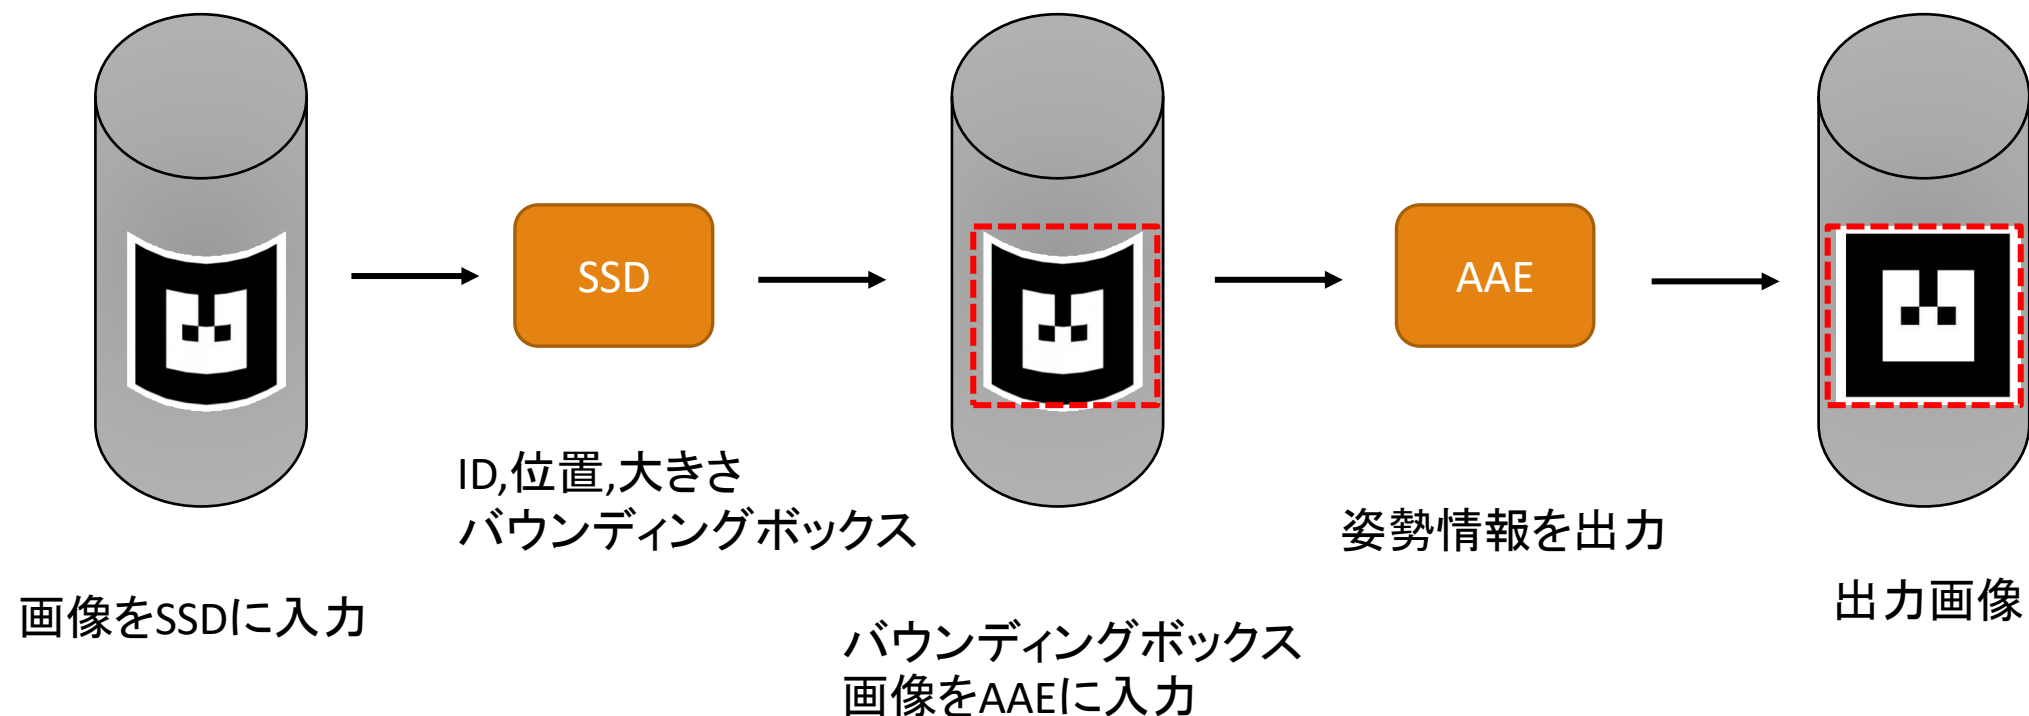 SSD
AAE
ID,位置,大きさ
バウンディングボックス
姿勢情報を出力
画像をSSDに入力
出力画像
バウンディングボックス
画像をAAEに入力